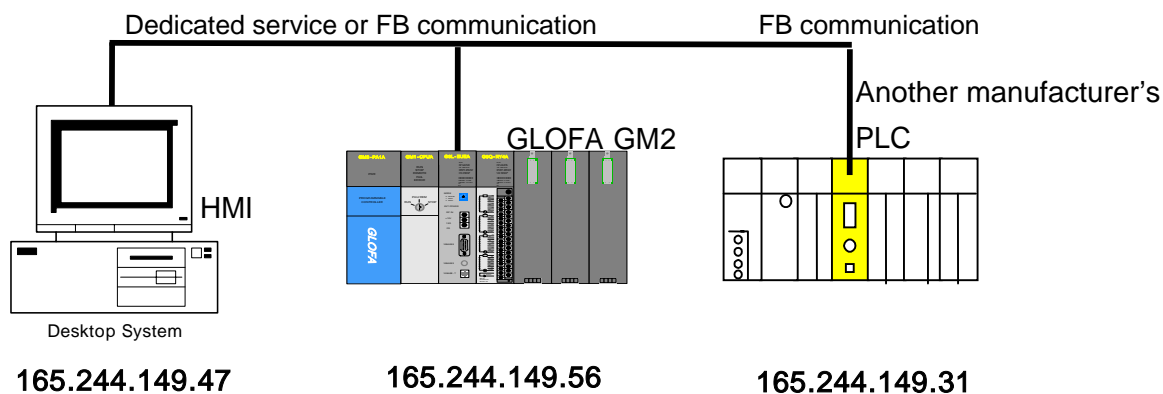 Dedicated service or FB communication
FB communication
Another manufacturer's
PLC
GLOFA GM2
HMI
GLOFA
Desktop System
165.244.149.47
165.244.149.56
165.244.149.31